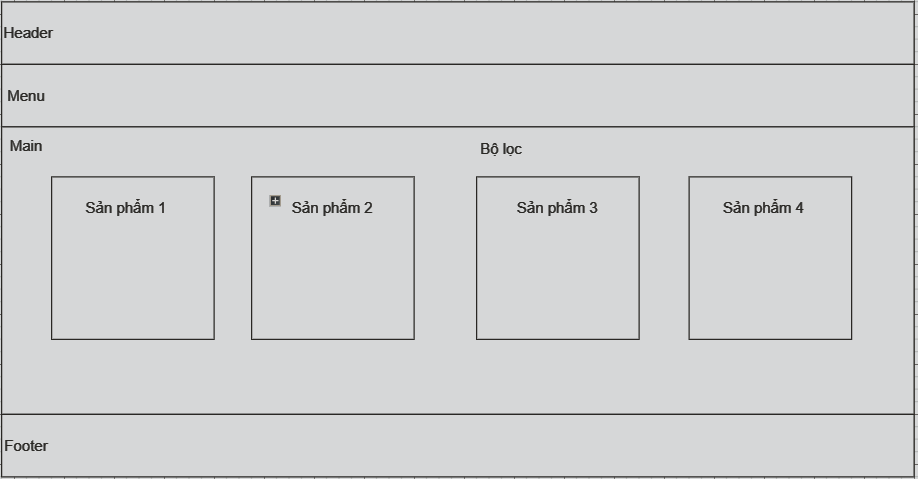 Header
Menu
Main
Bộ lọc
Sản phẩm 1
Sản phẩm 2
Sản phẩm 3
Sản phẩm 4
Footer